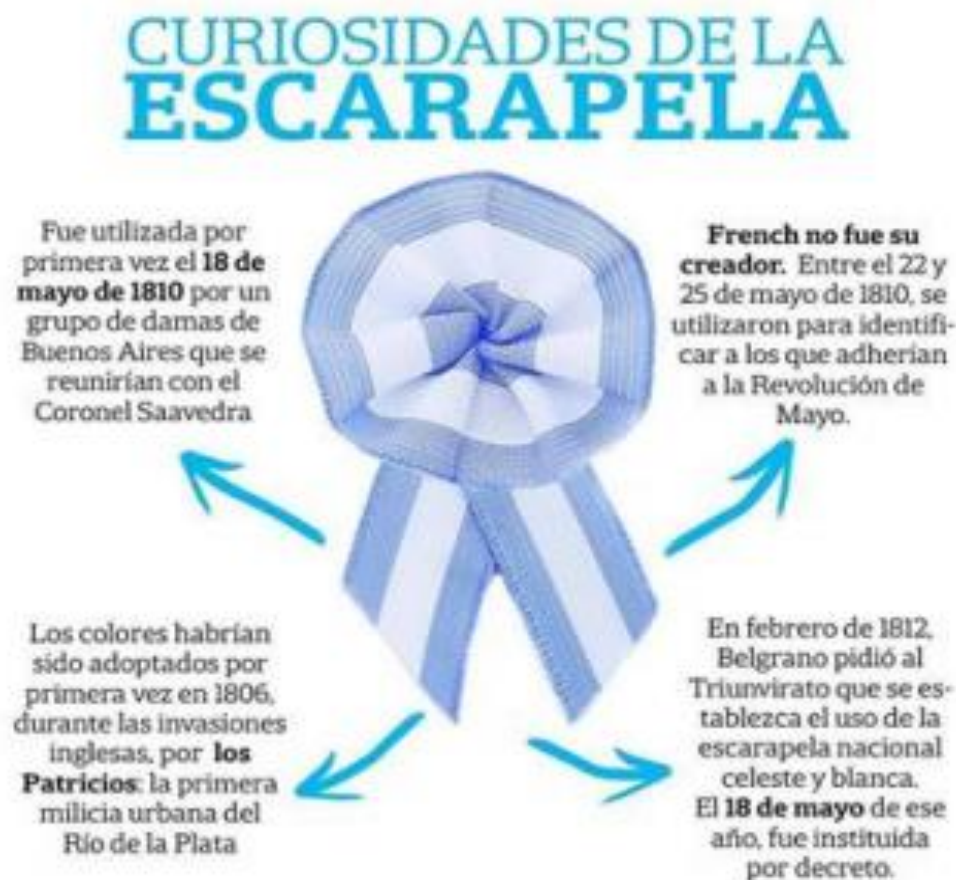 CURIOSIDADES DE LA
ESCARAPELA
Fue utilizada por
primera vez el 18 de
mayo de 1810 por un
grupo de damas de
Buenos Aires que se
reunirían con el
Coronel Saavedra
French no fue su
creador. Entre el 22 y
25 de mayo de 1810, se
utilizaron para identifi-
car a los que adherían
a la Revolución de
Mayo.
Los colores habrían
sido adoptados por
primera vez en 1806,
durante las invasiones
inglesas, por los
Patricios: la primera
milicia urbana del
Río de la Plata
En febrero de 1812,
Belgrano pidió al
Triunvirato que se es-
tablezca el uso de la
escarapela nacional
celeste y blanca.
El 18 de mayo de ese
año, fue instituida
por decreto.